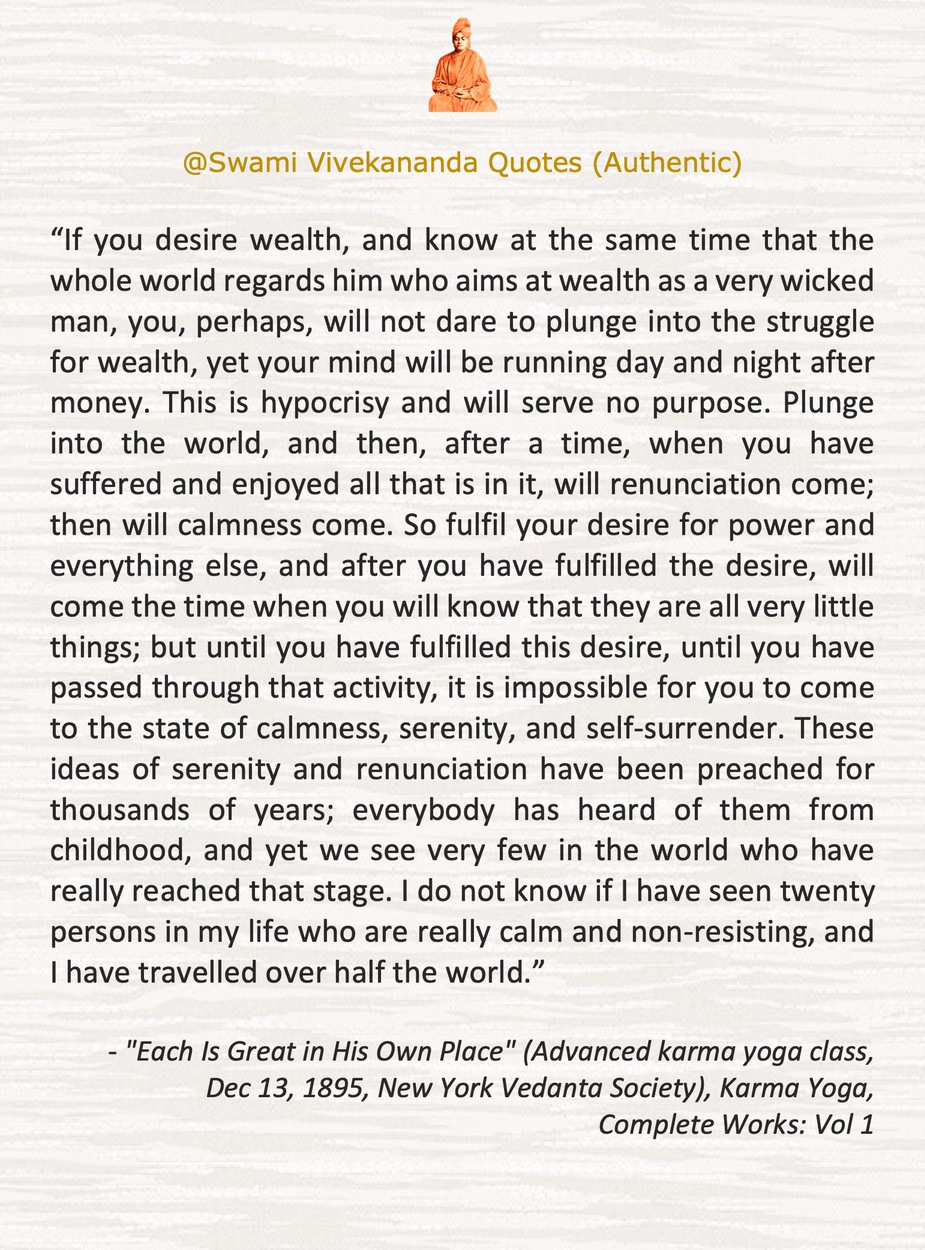 @Swami Vivekananda Quotes (Authentic)
“If you desire wealth, and know at the same time that the
whole world regards him who aims at wealth as a very wicked
man, you, perhaps, will not dare to plunge into the struggle
for wealth, yet your mind will be running day and night after
money. This is hypocrisy and will serve no purpose. Plunge
into the world, and then, after a time, when you have
suffered and enjoyed all that is in it, will renunciation come;
then will calmness come. So fulfil your desire for power and
everything else, and after you have fulfilled the desire, will
come the time when you will know that they are all very little
things; but until you have fulfilled this desire, until you have
passed through that activity, it is impossible for you to come
to the state of calmness, serenity, and self-surrender. These
ideas of serenity and renunciation have been preached for
thousands of years; everybody has heard of them from
childhood, and yet we see very few in the world who have
really reached that stage. I do not know if I have seen twenty
persons in my life who are really calm and non-resisting, and
I have travelled over half the world.”
- "Each Is Great in His Own Place" (Advanced karma yoga class,
Dec 13, 1895, New York Vedanta Society), Karma Yoga,
Complete Works: Vol 1